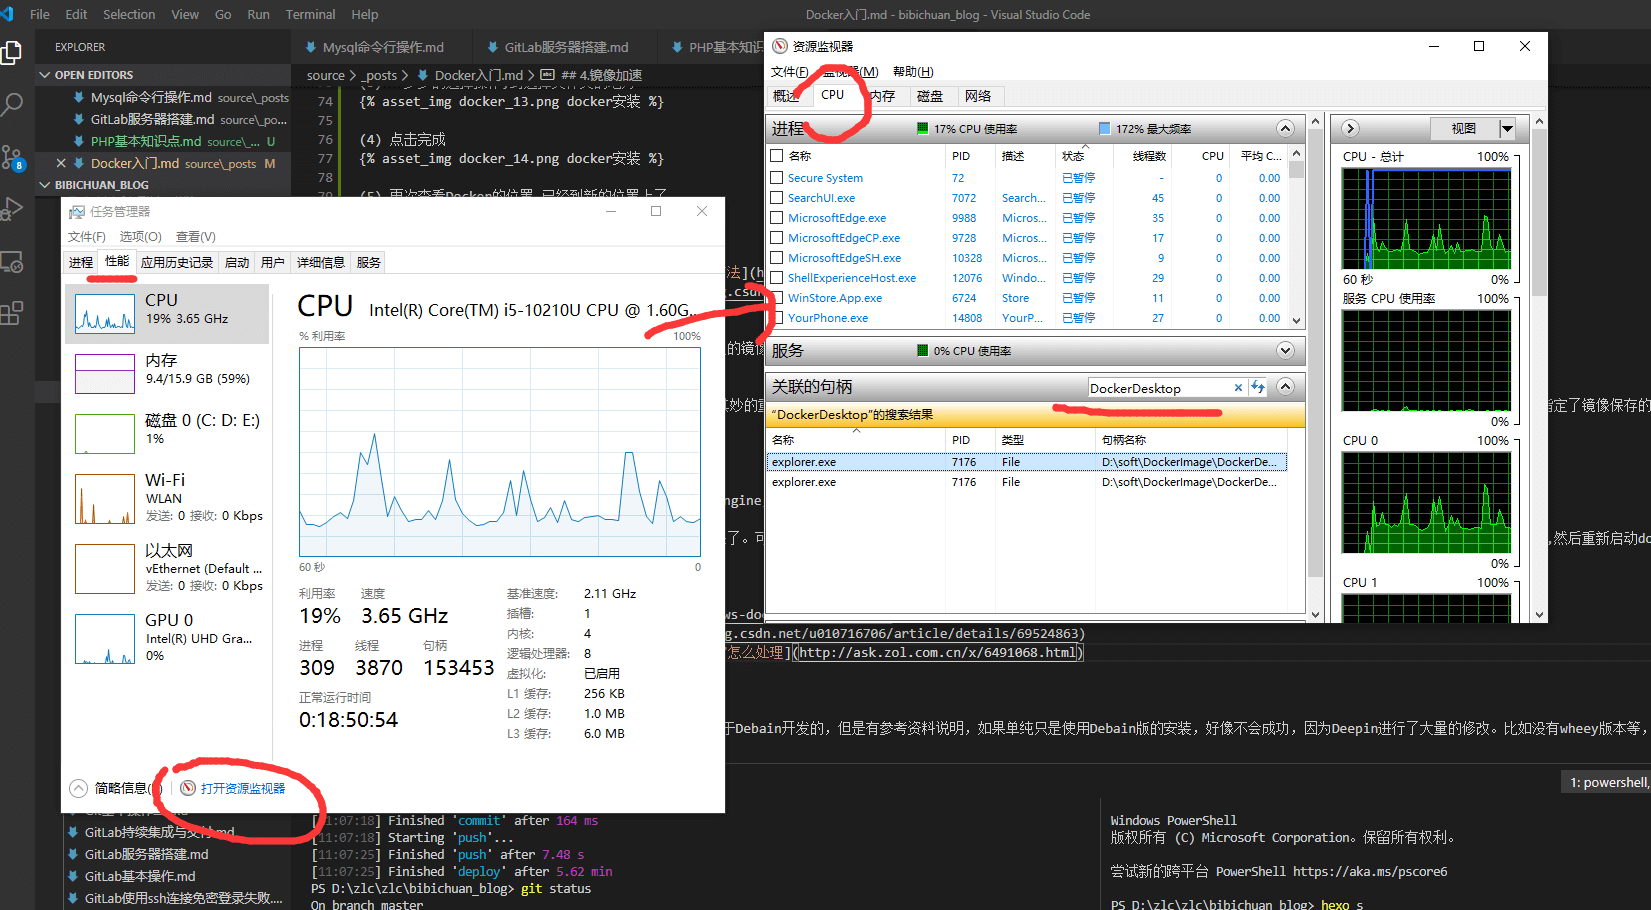 File Edit Selection View Go Run Terminal Help
Docker入门.md - bibichuan_blog - Visual Studio Code
EXPLORER
OPEN EDITORS
Mysql命令行操作.md source\_posts
GitLab服务器搭建.md source\_po...
PHP基本知识点.md source\_... U
Docker入门.md source\_posts M
BIBICHUAN_BLOG
8
Mysql命令行操作.md
GitLab服务器搭建.md
PHP基本知识
source > _posts > Docker入门.md > ## 4.镜像加速
74 {% asset_img docker_13.png docker安装 %}
75
76 (4) 点击完成
77 {% asset_img docker_14.png docker安装 %}
78
任务管理器
文件(F) 选项(O) 查看(V)
进程 性能 应用历史记录 启动 用户 详细信息 服务
CPU
19% 3.65 GHz
内存
9.4/15.9 GB (59%)
磁盘 0 (C: D: E:)
1%
Wi-Fi
WLAN
发送: 0 接收: 0 Kbps
以太网
vEthernet (Default ...
发送: 0 接收: 0 Kbps
GPU 0
Intel(R) UHD Gra...
0%
CPU Intel(R) Core(TM) i5-10210U CPU @ 1.60G...
% 利用率 100%
60 秒 0
利用率 速度
19% 3.65 GHz
进程 线程 句柄
309 3870 153453
正常运行时间
0:18:50:54
基准速度: 2.11 GHz
插槽: 1
内核: 4
逻辑处理器: 8
虚拟化: 已启用
L1 缓存: 256 KB
L2 缓存: 1.0 MB
L3 缓存: 6.0 MB
简略信息(
打开资源监视器
资源监视器
文件(F) 监视器(M) 帮助(H)
概述 CPU 内存 磁盘 网络
进程 17% CPU 使用率 172% 最大频率
名称 PID 描述 状态 线程数 CPU 平均 C...
Secure System 72 已暂停 - 0 0.00
SearchUI.exe 7072 Search... 已暂停 45 0 0.00
MicrosoftEdge.exe 9988 Micros... 已暂停 35 0 0.00
MicrosoftEdgeCP.exe 9728 Micros... 已暂停 17 0 0.00
MicrosoftEdgeSH.exe 10328 Micros... 已暂停 9 0 0.00
ShellExperienceHost.exe 12076 Windo... 已暂停 29 0 0.00
WinStore.App.exe 6724 Store 已暂停 11 0 0.00
YourPhone.exe 14808 YourP... 已暂停 27 0 0.00
服务 0% CPU 使用率
关联的句柄 DockerDesktop
"DockerDesktop"的搜索结果
名称 PID 类型 句柄名称
explorer.exe 7176 File D:\soft\DockerImage\DockerDe...
explorer.exe 7176 File D:\soft\DockerImage\DockerDe...
视图
CPU - 总计 100%
60 秒 0%
服务 CPU 使用率 100%
0%
CPU 0 100%
0%
CPU 1 100%
法](h
.csdn
的镜像
其妙的重
指定了镜像保存的
ngine
了。可
,然后重新启动do
ws-do
g.csdn.net/u010716706/article/details/69524863)
怎么处理](http://ask.zol.com.cn/x/6491068.html)
于Debain开发的，但是有参考资料说明，如果单纯只是使用Debain版的安装，好像不会成功，因为Deepin进行了大量的修改。比如没有wheey版本等，
1: powershell,
GitLab持续集成与交付.md
GitLab服务器搭建.md
GitLab基本操作.md
GitLab使用ssh连接免密登录失败....
[11:07:18] Finished 'commit' after 164 ms
[11:07:18] Starting 'push'...
[11:07:25] Finished 'push' after 7.48 s
[11:07:25] Finished 'deploy' after 5.62 min
PS D:\zlc\zlc\bibichuan_blog> git status
On branch master
Windows PowerShell
版权所有 (C) Microsoft Corporation。保留所有权利。
尝试新的跨平台 PowerShell https://aka.ms/pscore6
PS D:\zlc\zlc\bibichuan_blog> hexo s